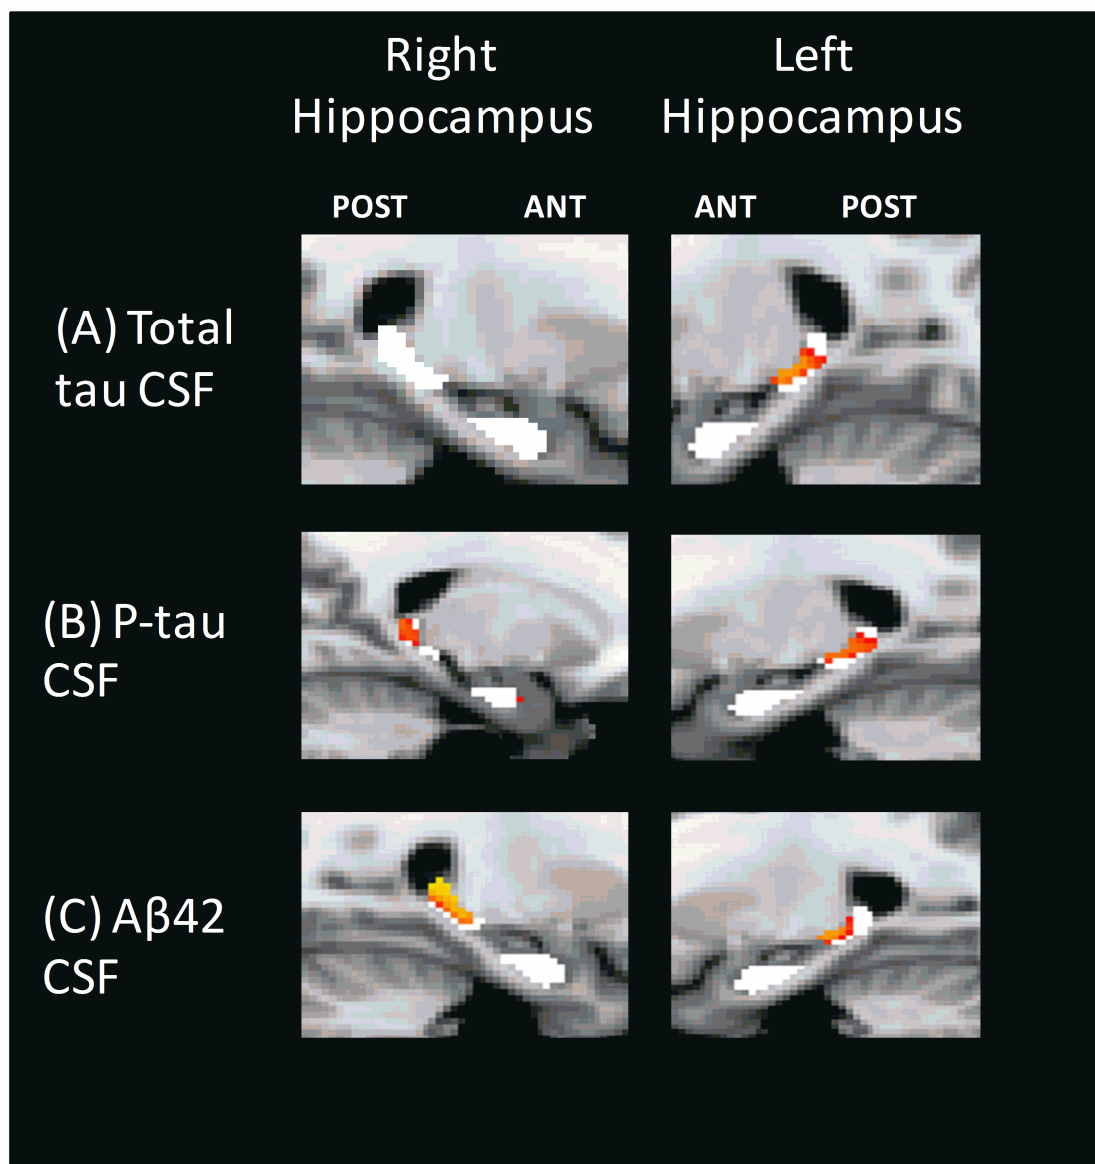 Right
Hippocampus
Left
Hippocampus
POST
ANT
ANT
POST
(A) Total
tau CSF
(B) P-tau
CSF
(C) Aβ42
CSF